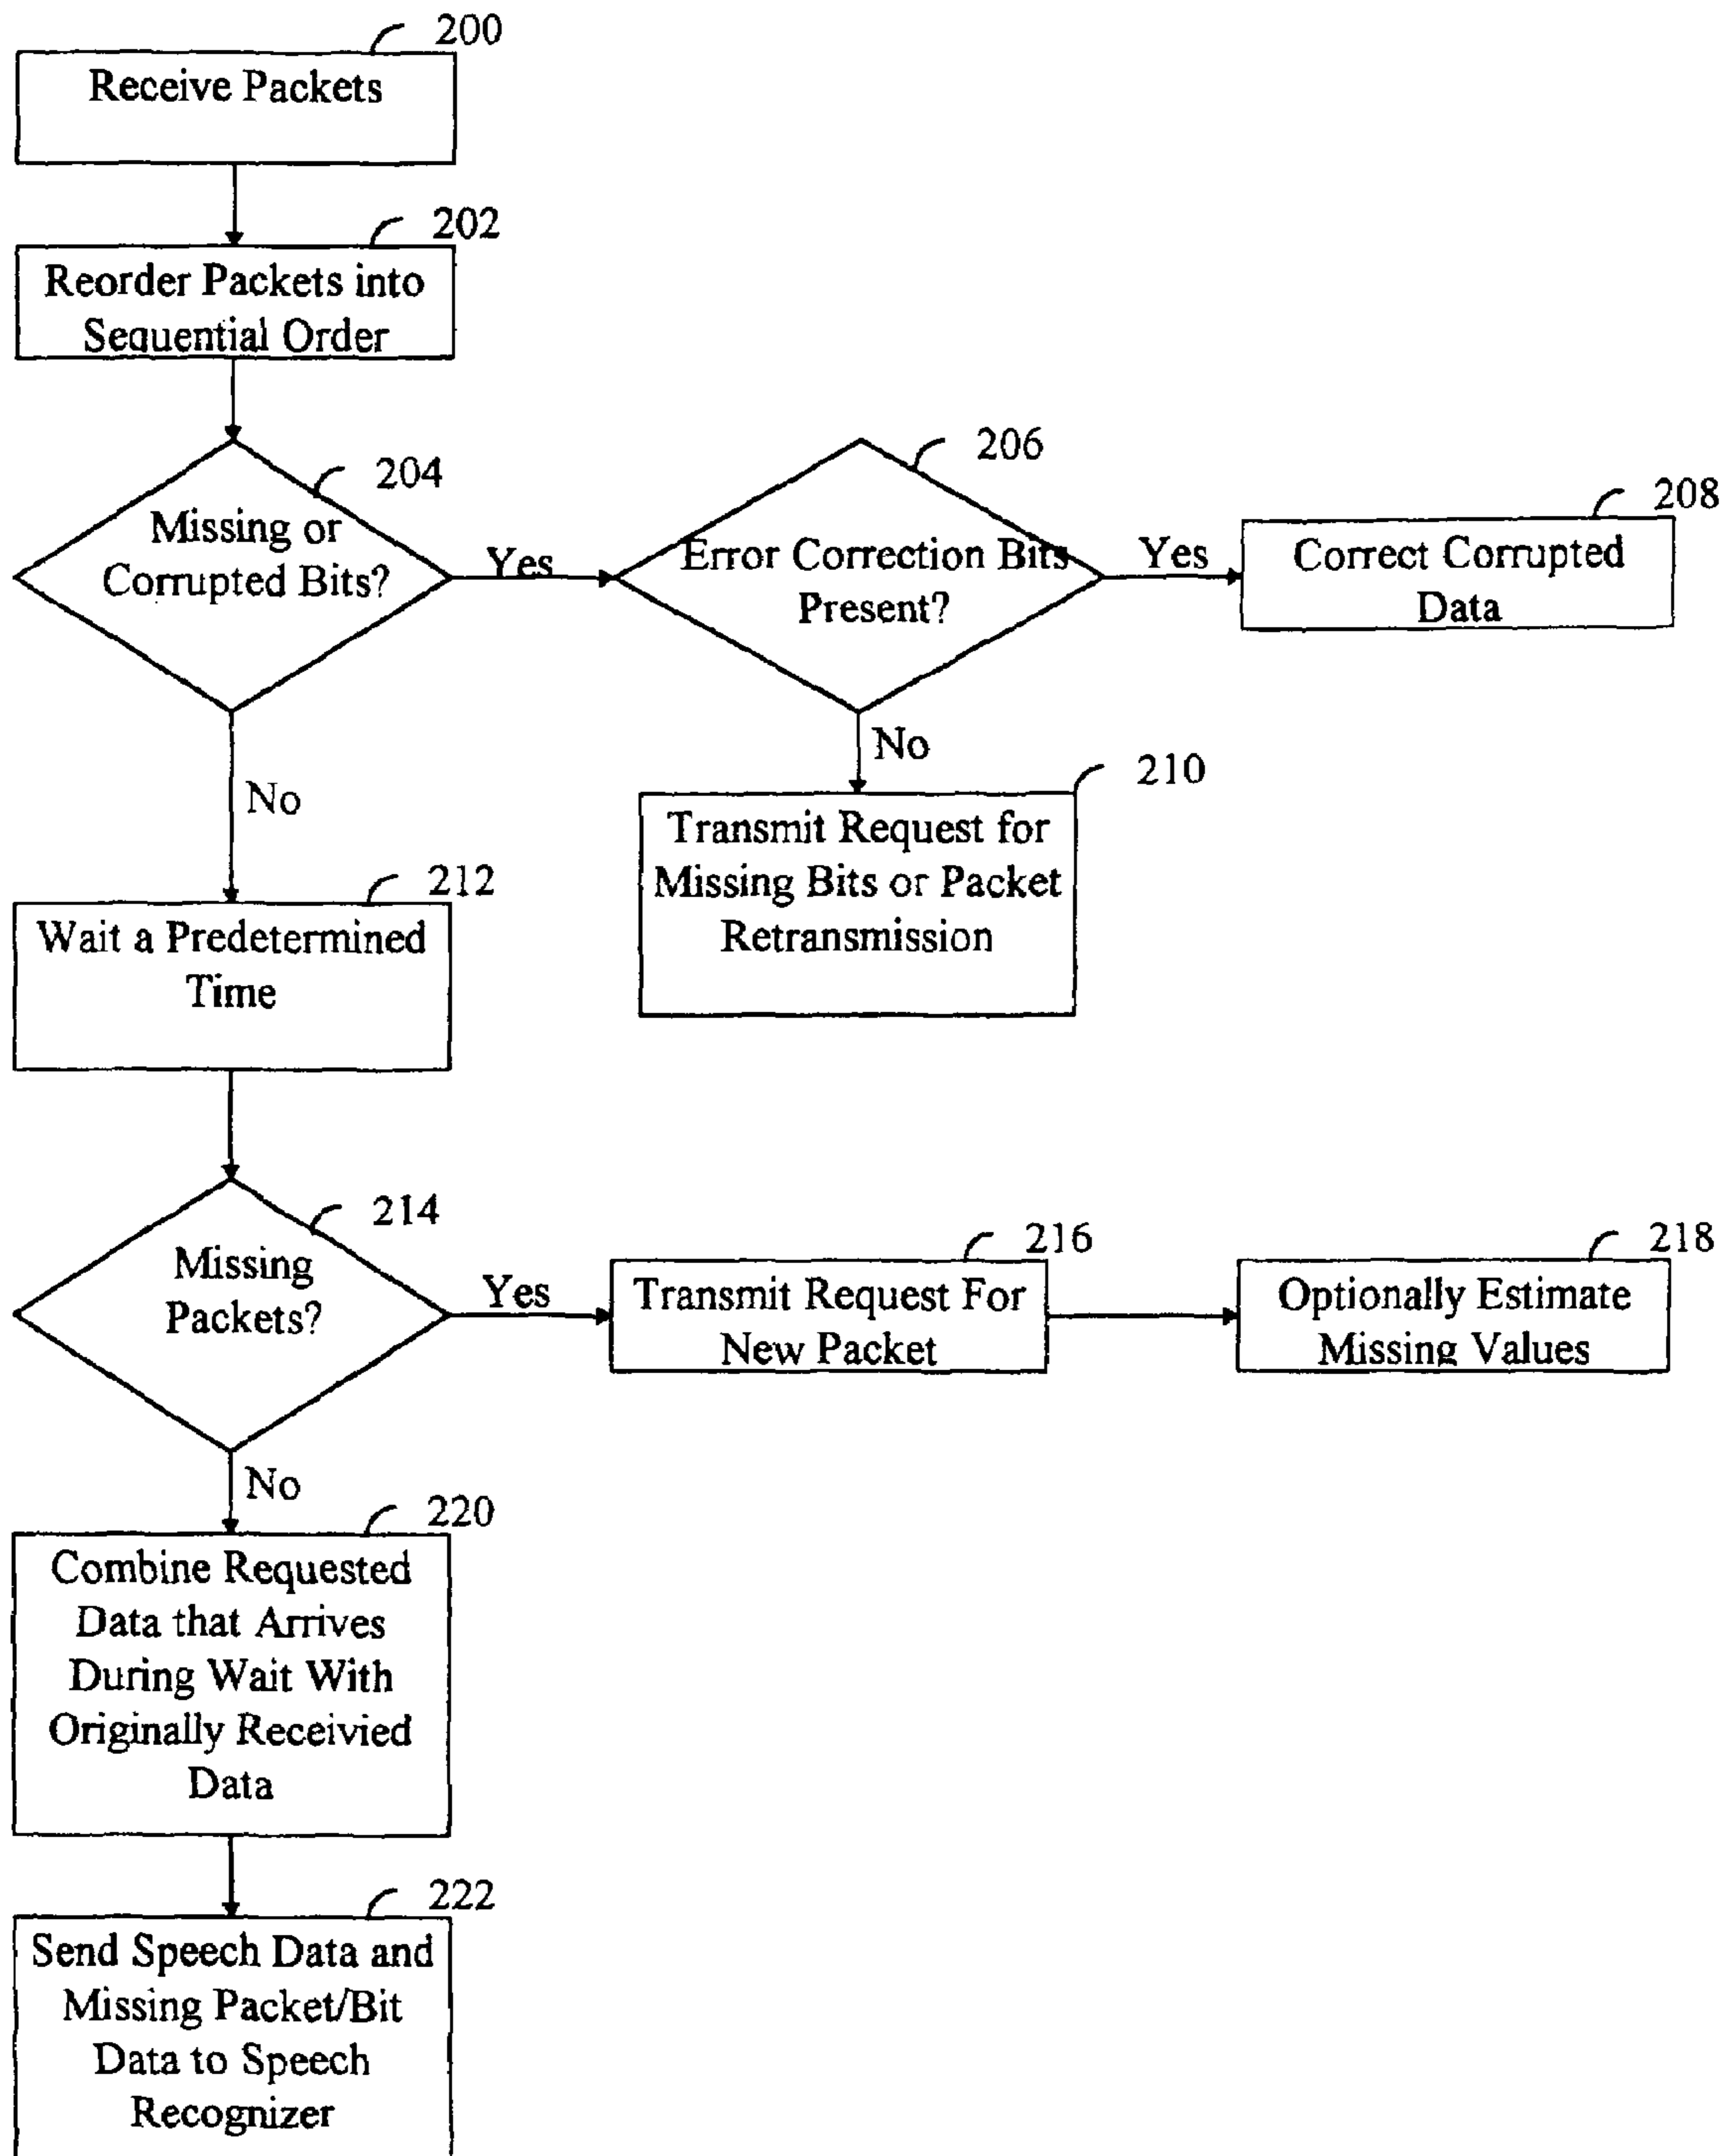 200
Receive Packets
202
Reorder Packets into
Sequential Order
204
Missing or
Corrupted Bits?
Yes
206
Error Correction Bits
Present?
Yes
208
Correct Corrupted
Data
No
210
Transmit Request for
Missing Bits or Packet
Retransmission
No
212
Wait a Predetermined
Time
214
Missing
Packets?
Yes
216
Transmit Request For
New Packet
218
Optionally Estimate
Missing Values
No
220
Combine Requested
Data that Arrives
During Wait With
Originally Receivied
Data
222
Send Speech Data and
Missing Packet/Bit
Data to Speech
Recognizer